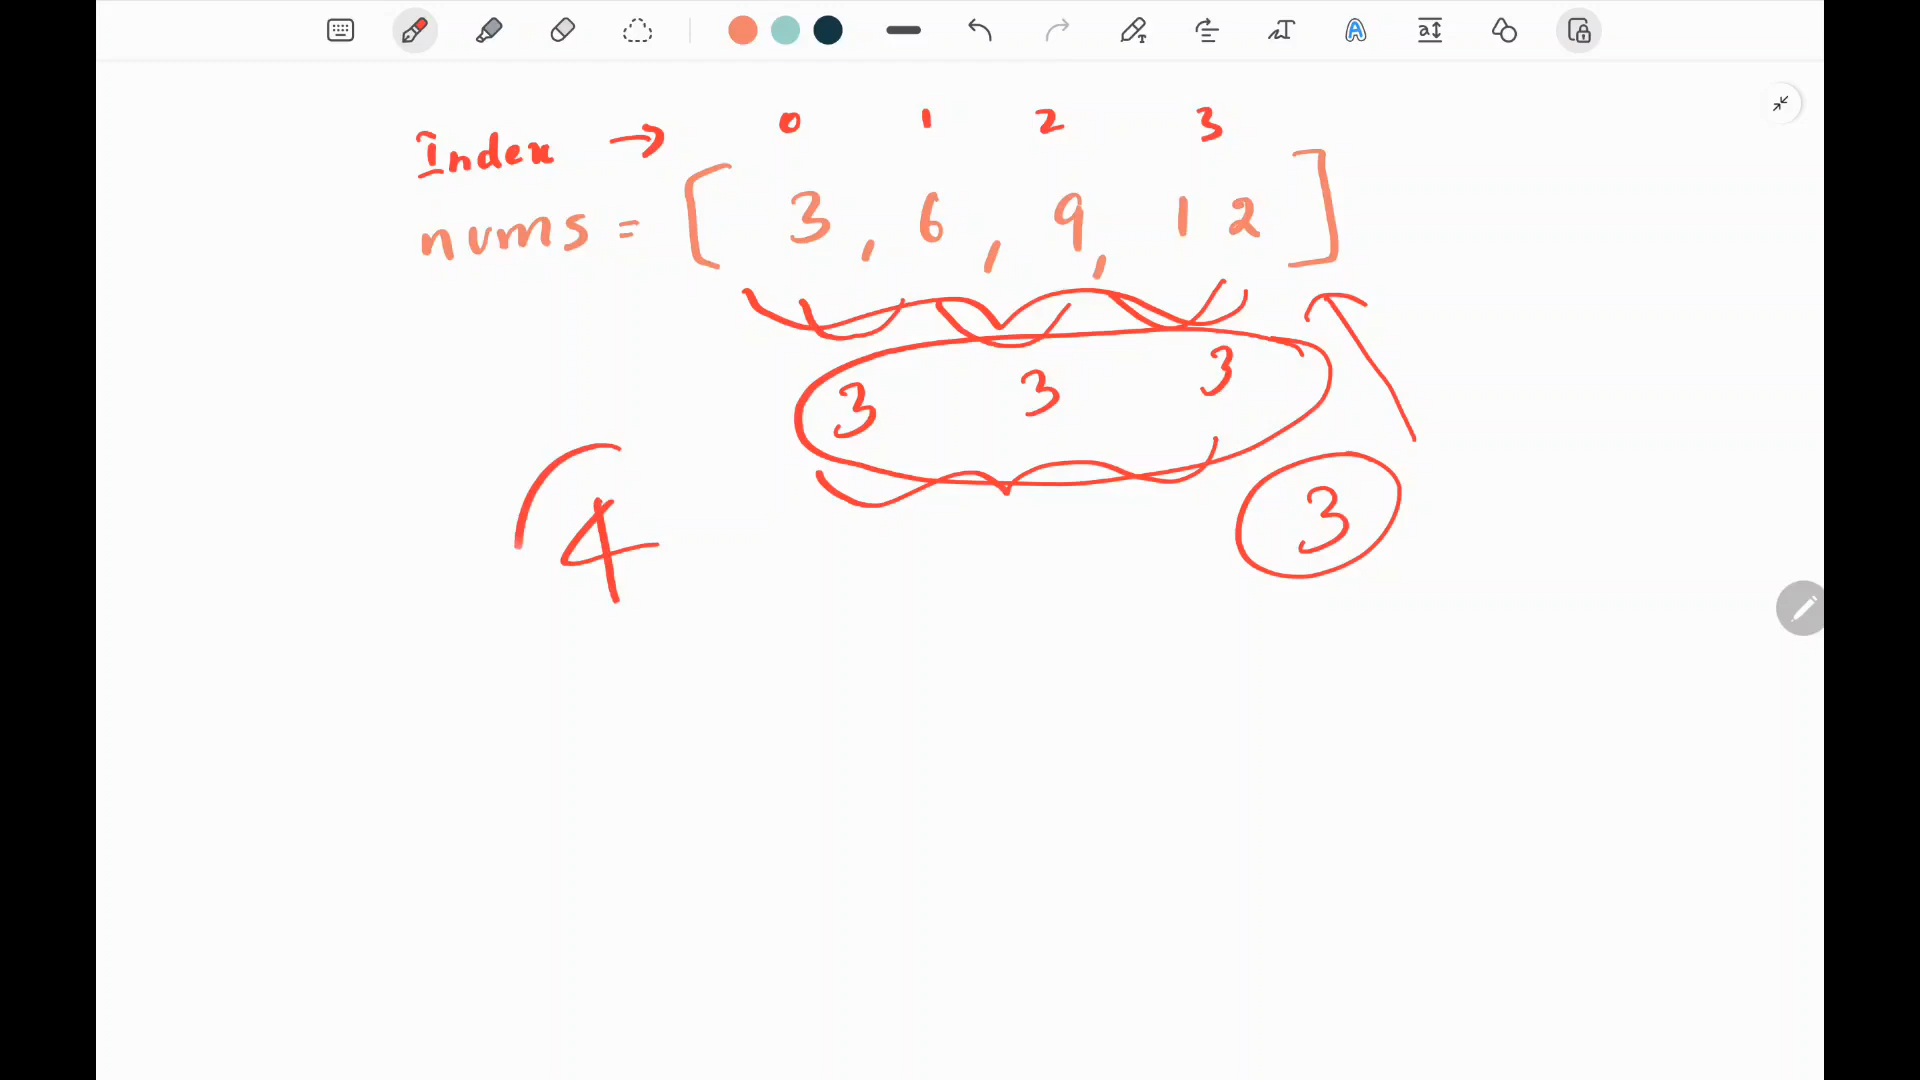 0 1 2 3
Index →
nums = [ 3 , 6 , 9 , 12 ]
3 3 3
4
3